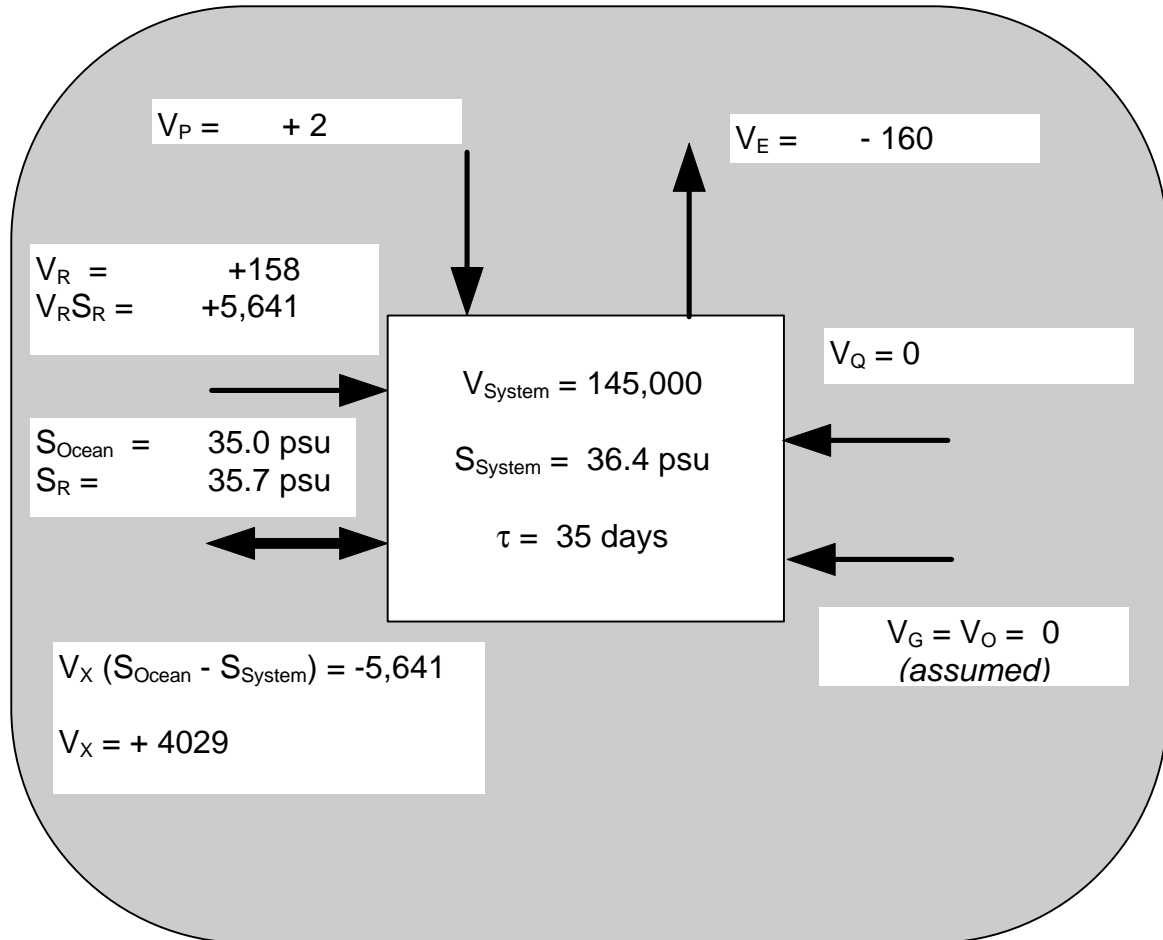 V_P = + 2
V_E = - 160
V_R = +158
V_RS_R = +5,641
V_Q = 0
V_System = 145,000
S_System = 36.4 psu
τ = 35 days
S_Ocean = 35.0 psu
S_R = 35.7 psu
V_G = V_O = 0
(assumed)
V_X (S_Ocean - S_System) = -5,641
V_X = + 4029